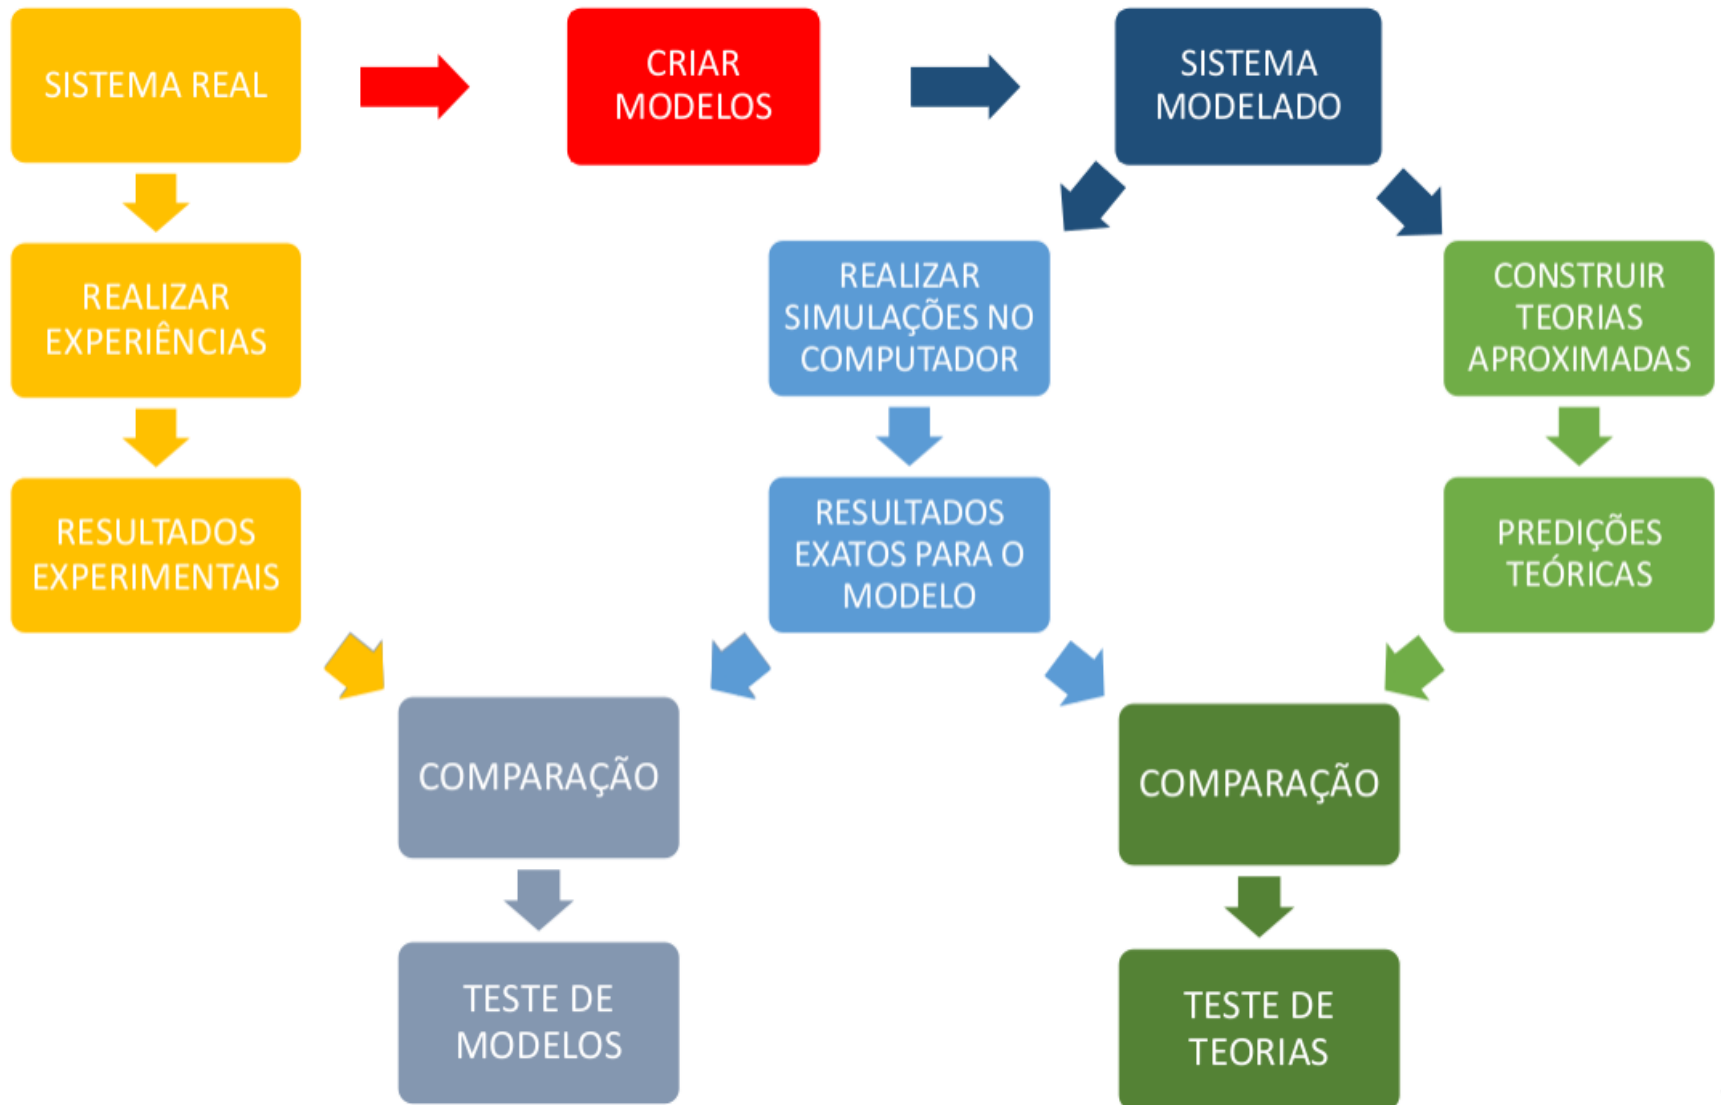 SISTEMA REAL
CRIAR
MODELOS
SISTEMA
MODELADO
REALIZAR
EXPERIÊNCIAS
REALIZAR
SIMULAÇÕES NO
COMPUTADOR
CONSTRUIR
TEORIAS
APROXIMADAS
RESULTADOS
EXPERIMENTAIS
RESULTADOS
EXATOS PARA O
MODELO
PREDIÇÕES
TEÓRICAS
COMPARAÇÃO
COMPARAÇÃO
TESTE DE
MODELOS
TESTE DE
TEORIAS